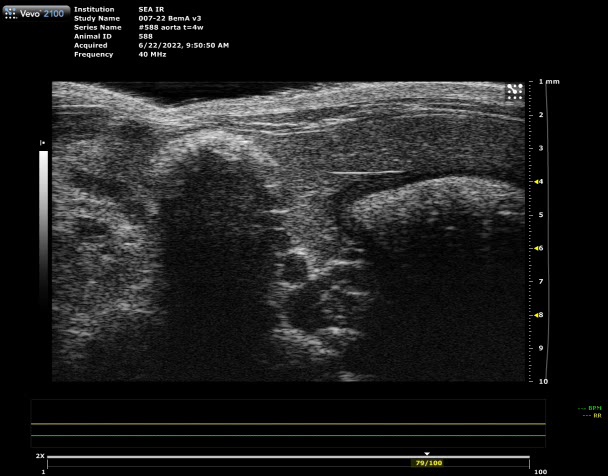 Vevo 2100
Institution SEA IR
Study Name 007-22 BemA v3
Series Name #588 aorta t=4w
Animal ID 588
Acquired 6/22/2022, 9:50:50 AM
Frequency 40 MHz
1 mm
2
3
4
5
6
7
8
9
10
--- BPM
--- RR
2X
79/100
1 100